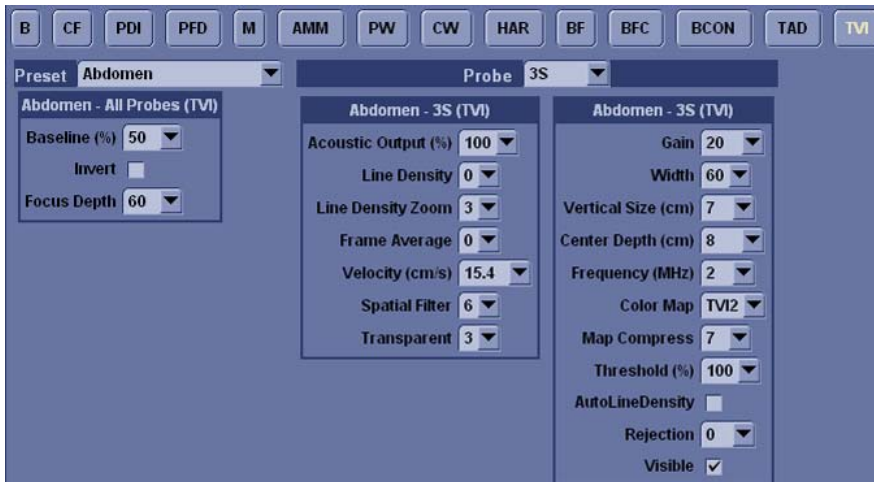 B CF PDI PFD M AMM PW CW HAR BF BFC BCON TAD TVI
Preset Abdomen Probe 3S
Abdomen - All Probes (TVI)
Baseline (%) 50
Invert
Focus Depth 60
Abdomen - 3S (TVI)
Acoustic Output (%) 100
Line Density 0
Line Density Zoom 3
Frame Average 0
Velocity (cm/s) 15.4
Spatial Filter 6
Transparent 3
Abdomen - 3S (TVI)
Gain 20
Width 60
Vertical Size (cm) 7
Center Depth (cm) 8
Frequency (MHz) 2
Color Map TVI2
Map Compress 7
Threshold (%) 100
AutoLineDensity
Rejection 0
Visible